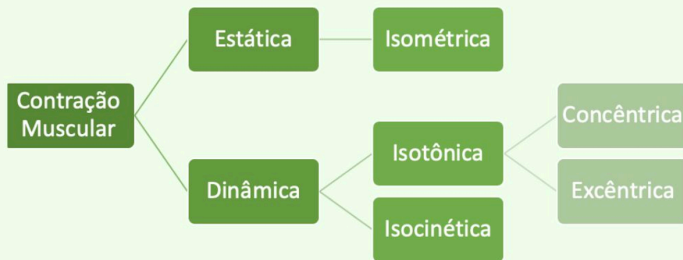 Contração
Muscular
Estática
Isométrica
Dinâmica
Isotônica
Isocinética
Concêntrica
Excêntrica